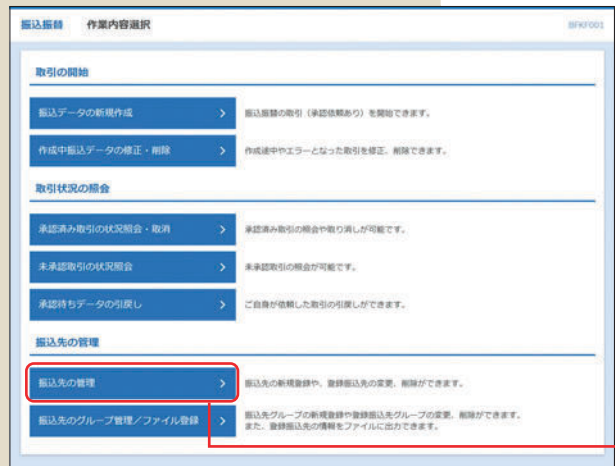 振込振替 作業内容選択 BFKF001
取引の開始
振込データの新規作成 振込振替の取引（承認依頼あり）を開始できます。
作成中振込データの修正・削除 作成途中やエラーとなった取引を修正、削除できます。
取引状況の照会
承認済み取引の状況照会・取消 承認済み取引の照会や取り消しが可能です。
未承認取引の状況照会 未承認取引の照会が可能です。
承認待ちデータの引戻し ご自身が依頼した取引の引戻しができます。
振込先の管理
振込先の管理 振込先の新規登録や、登録振込先の変更、削除ができます。
振込先のグループ管理／ファイル登録 振込先グループの新規登録や登録振込先グループの変更、削除ができます。
また、登録振込先の情報をファイルに出力できます。